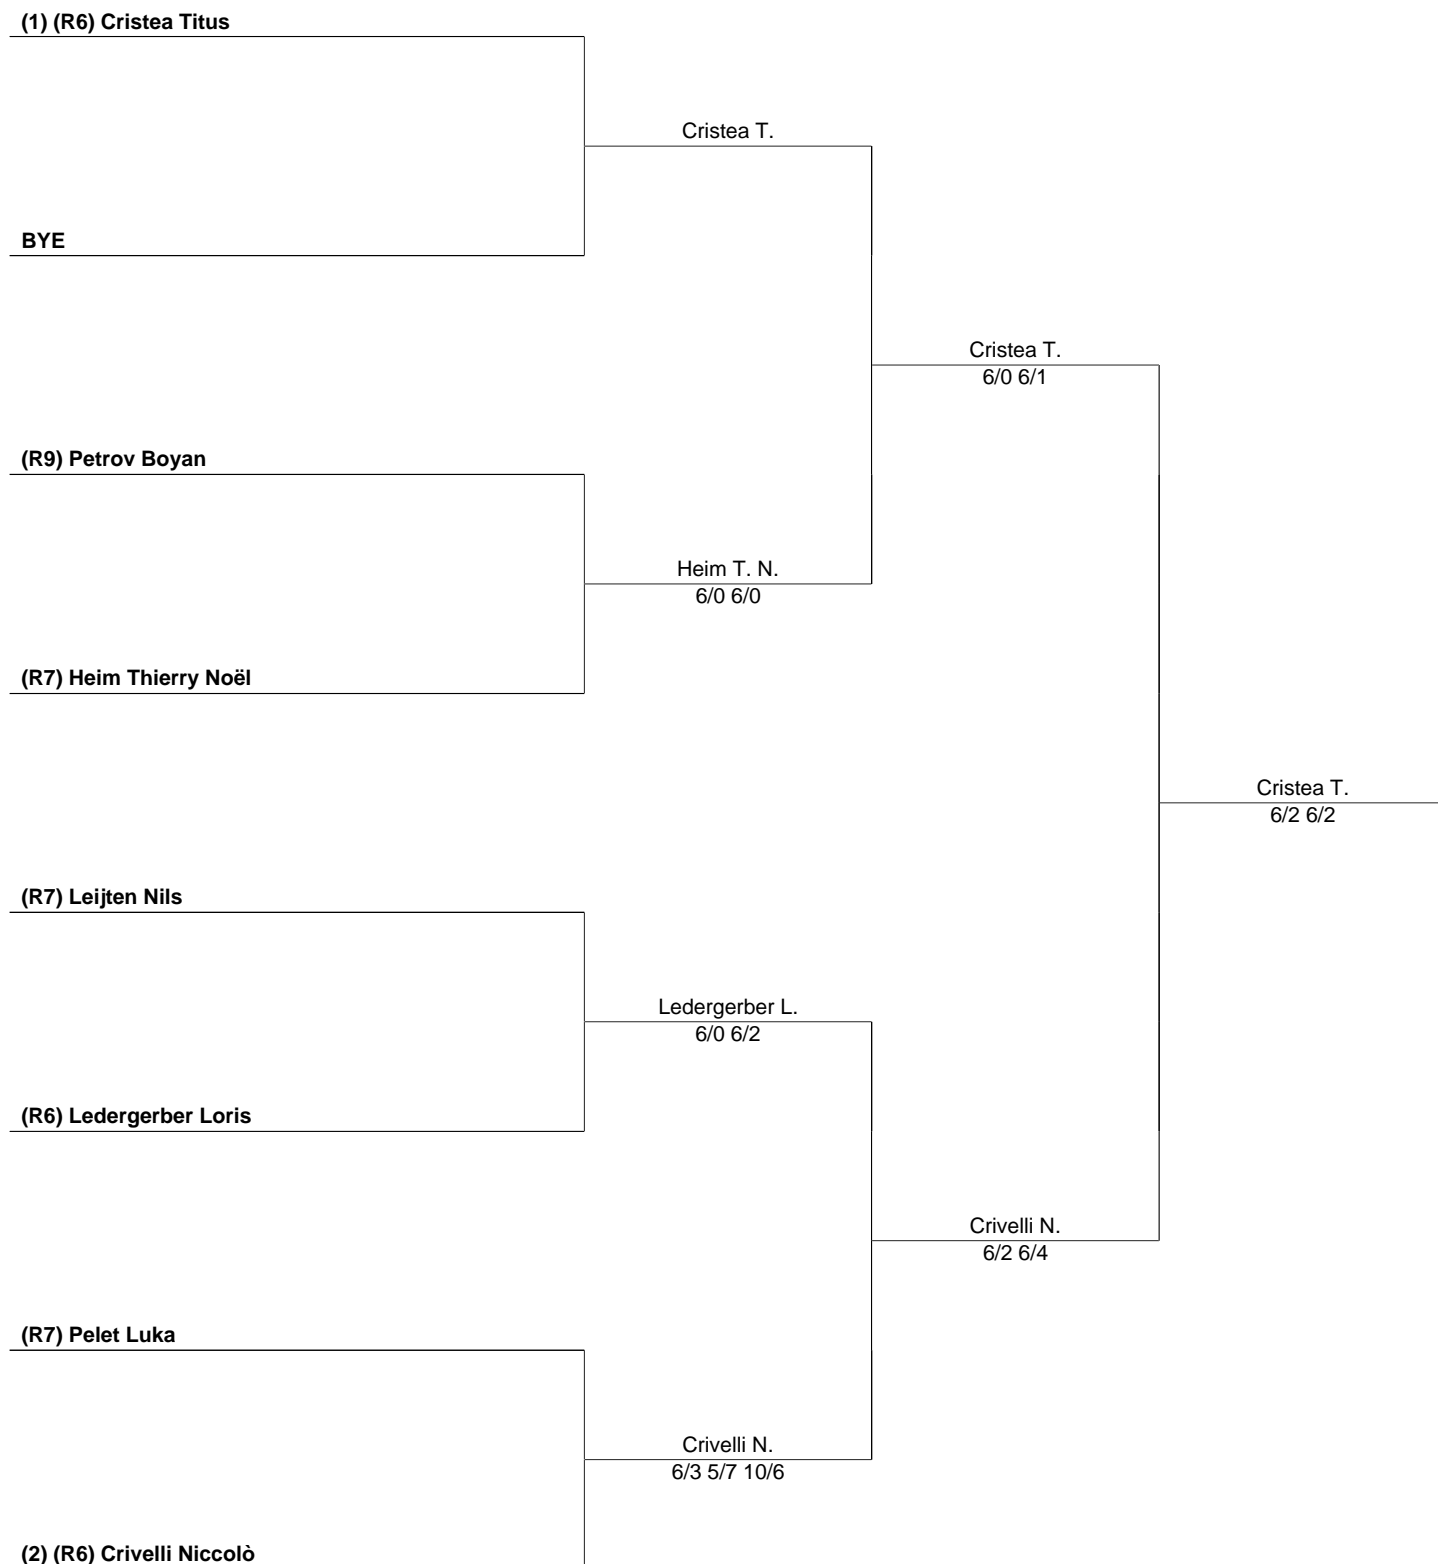 (1) (R6) Cristea Titus
Cristea T.
BYE
Cristea T.
6/0 6/1
(R9) Petrov Boyan
Heim T. N.
6/0 6/0
(R7) Heim Thierry Noël
Cristea T.
6/2 6/2
(R7) Leijten Nils
Ledergerber L.
6/0 6/2
(R6) Ledergerber Loris
Crivelli N.
6/2 6/4
(R7) Pelet Luka
Crivelli N.
6/3 5/7 10/6
(2) (R6) Crivelli Niccolò